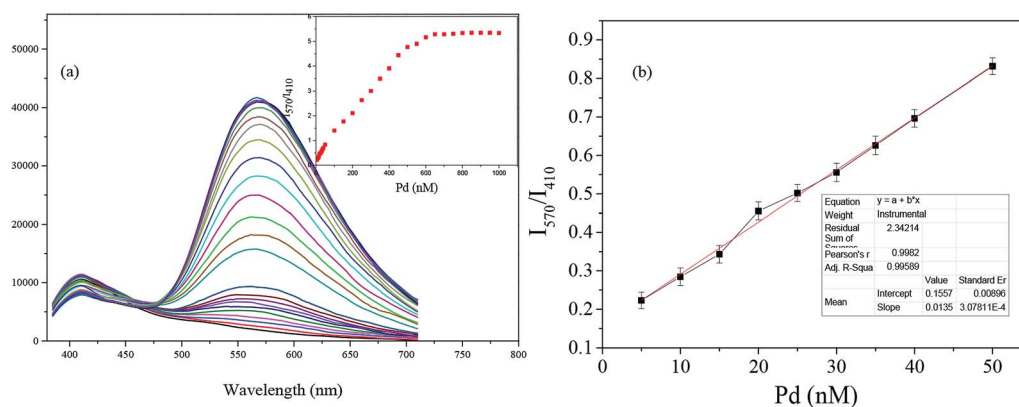 (a)
50000
40000
30000
20000
10000
0
400 450 500 550 600 650 700 750 800
Wavelength (nm)
I570/I410
6
5
4
3
2
1
0
0 200 400 600 800 1000
Pd (nM)
(b)
I570/I410
0.9
0.8
0.7
0.6
0.5
0.4
0.3
0.2
0.1
10 20 30 40 50
Pd (nM)
Equation y = a + b*x
Weight Instrumental
Residual 2.34214
Sum of
Squares
Pearson's r 0.9982
Adj. R-Squa 0.99589
Value Standard Er
Mean Intercept 0.1557 0.00896
Slope 0.0135 3.07811E-4